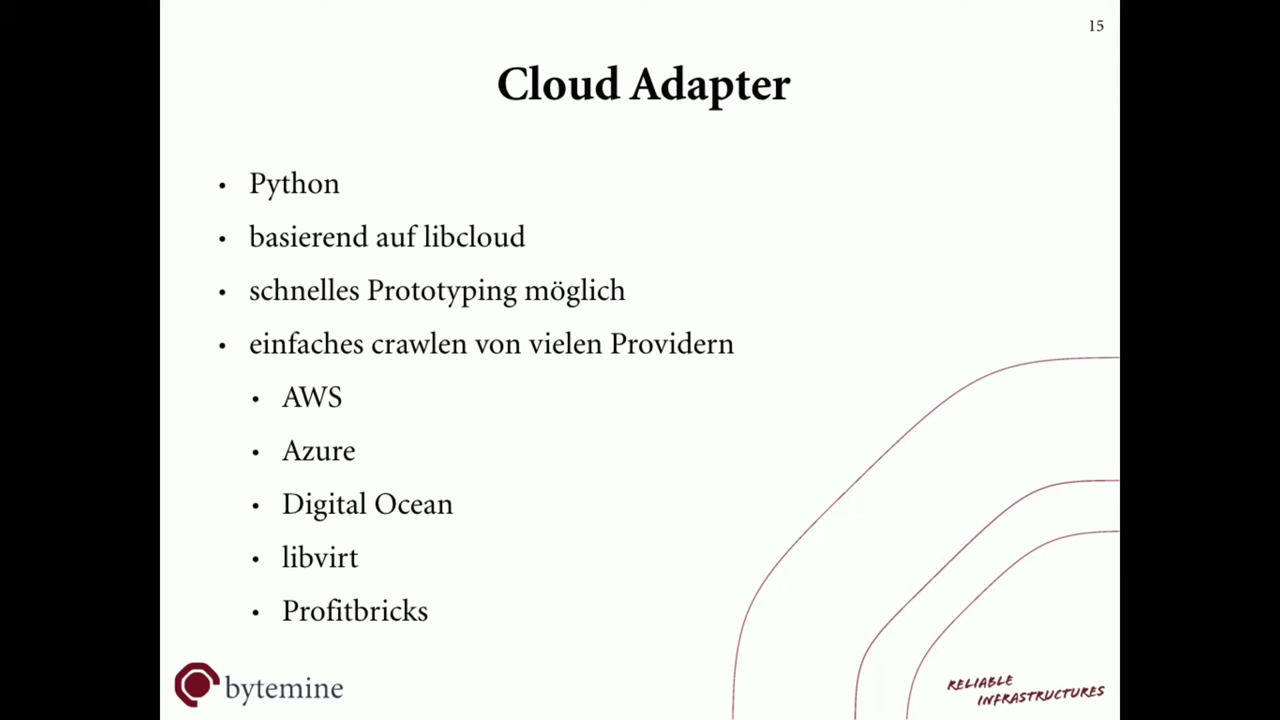 15
Cloud Adapter
• Python
• basierend auf libcloud
• schnelles Prototyping möglich
• einfaches crawlen von vielen Providern
• AWS
• Azure
• Digital Ocean
• libvirt
• Profitbricks
bytemine
RELIABLE
INFRASTRUCTURES